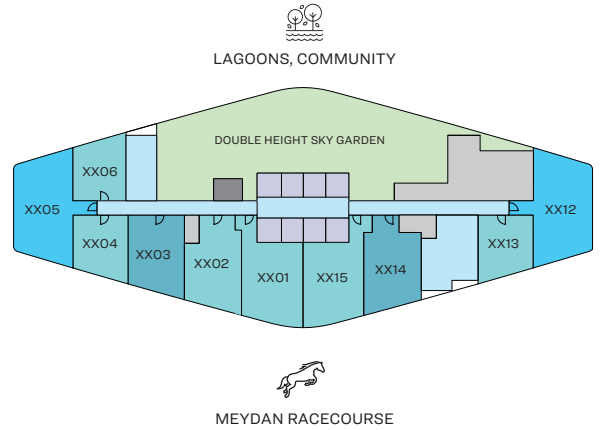 LAGOONS, COMMUNITY
DOUBLE HEIGHT SKY GARDEN
XX06
XX05
XX12
XX04
XX13
XX03
XX02
XX14
XX01
XX15
MEYDAN RACECOURSE